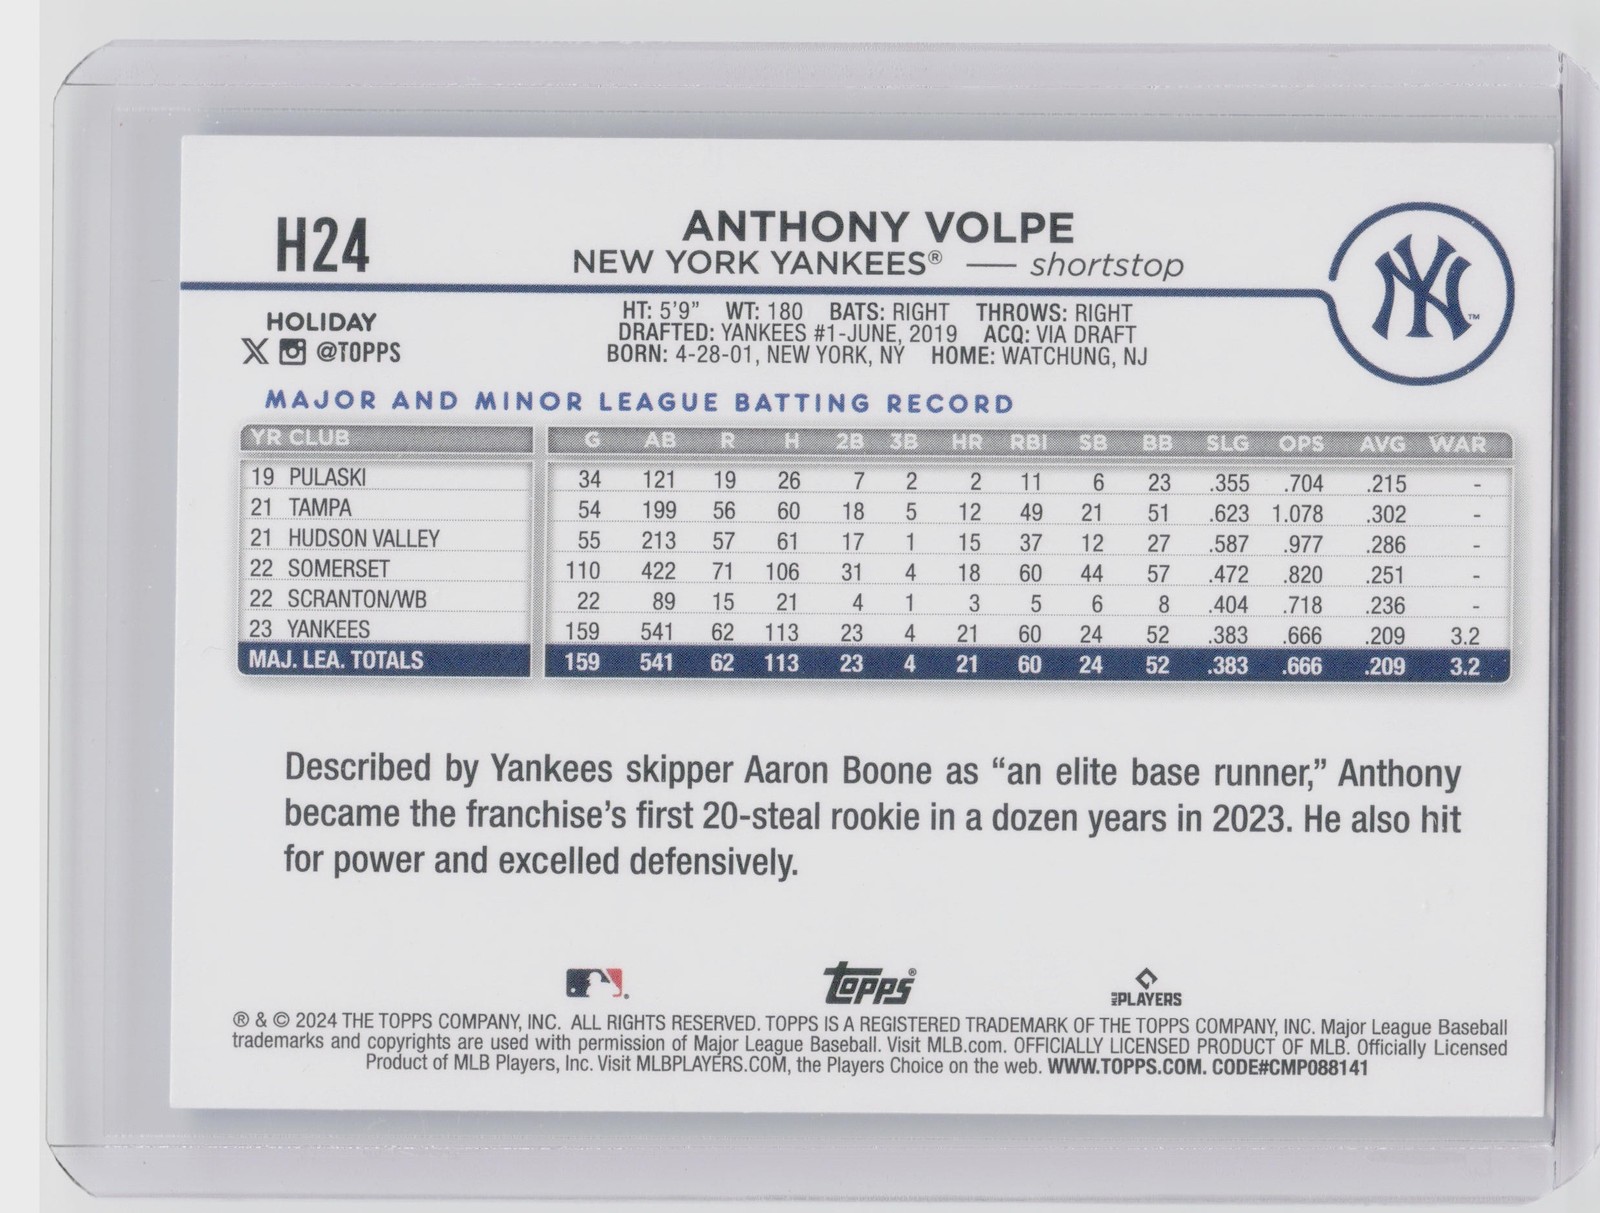 H24
ANTHONY VOLPE
NEW YORK YANKEES® — shortstop
NY
™
HOLIDAY
X @TOPPS
HT: 5'9" WT: 180 BATS: RIGHT THROWS: RIGHT
DRAFTED: YANKEES #1-JUNE, 2019 ACQ: VIA DRAFT
BORN: 4-28-01, NEW YORK, NY HOME: WATCHUNG, NJ
MAJOR AND MINOR LEAGUE BATTING RECORD
YR CLUB G AB R H 2B 3B HR RBI SB BB SLG OPS AVG WAR
19 PULASKI 34 121 19 26 7 2 2 11 6 23 .355 .704 .215 -
21 TAMPA 54 199 56 60 18 5 12 49 21 51 .623 1.078 .302 -
21 HUDSON VALLEY 55 213 57 61 17 1 15 37 12 27 .587 .977 .286 -
22 SOMERSET 110 422 71 106 31 4 18 60 44 57 .472 .820 .251 -
22 SCRANTON/WB 22 89 15 21 4 1 3 5 6 8 .404 .718 .236 -
23 YANKEES 159 541 62 113 23 4 21 60 24 52 .383 .666 .209 3.2
MAJ. LEA. TOTALS 159 541 62 113 23 4 21 60 24 52 .383 .666 .209 3.2
Described by Yankees skipper Aaron Boone as “an elite base runner,” Anthony
became the franchise’s first 20-steal rookie in a dozen years in 2023. He also hit
for power and excelled defensively.
topps®
MLB PLAYERS
® & © 2024 THE TOPPS COMPANY, INC. ALL RIGHTS RESERVED. TOPPS IS A REGISTERED TRADEMARK OF THE TOPPS COMPANY, INC. Major League Baseball
trademarks and copyrights are used with permission of Major League Baseball. Visit MLB.com. OFFICIALLY LICENSED PRODUCT OF MLB. Officially Licensed
Product of MLB Players, Inc. Visit MLBPLAYERS.COM, the Players Choice on the web. WWW.TOPPS.COM. CODE#CMP088141